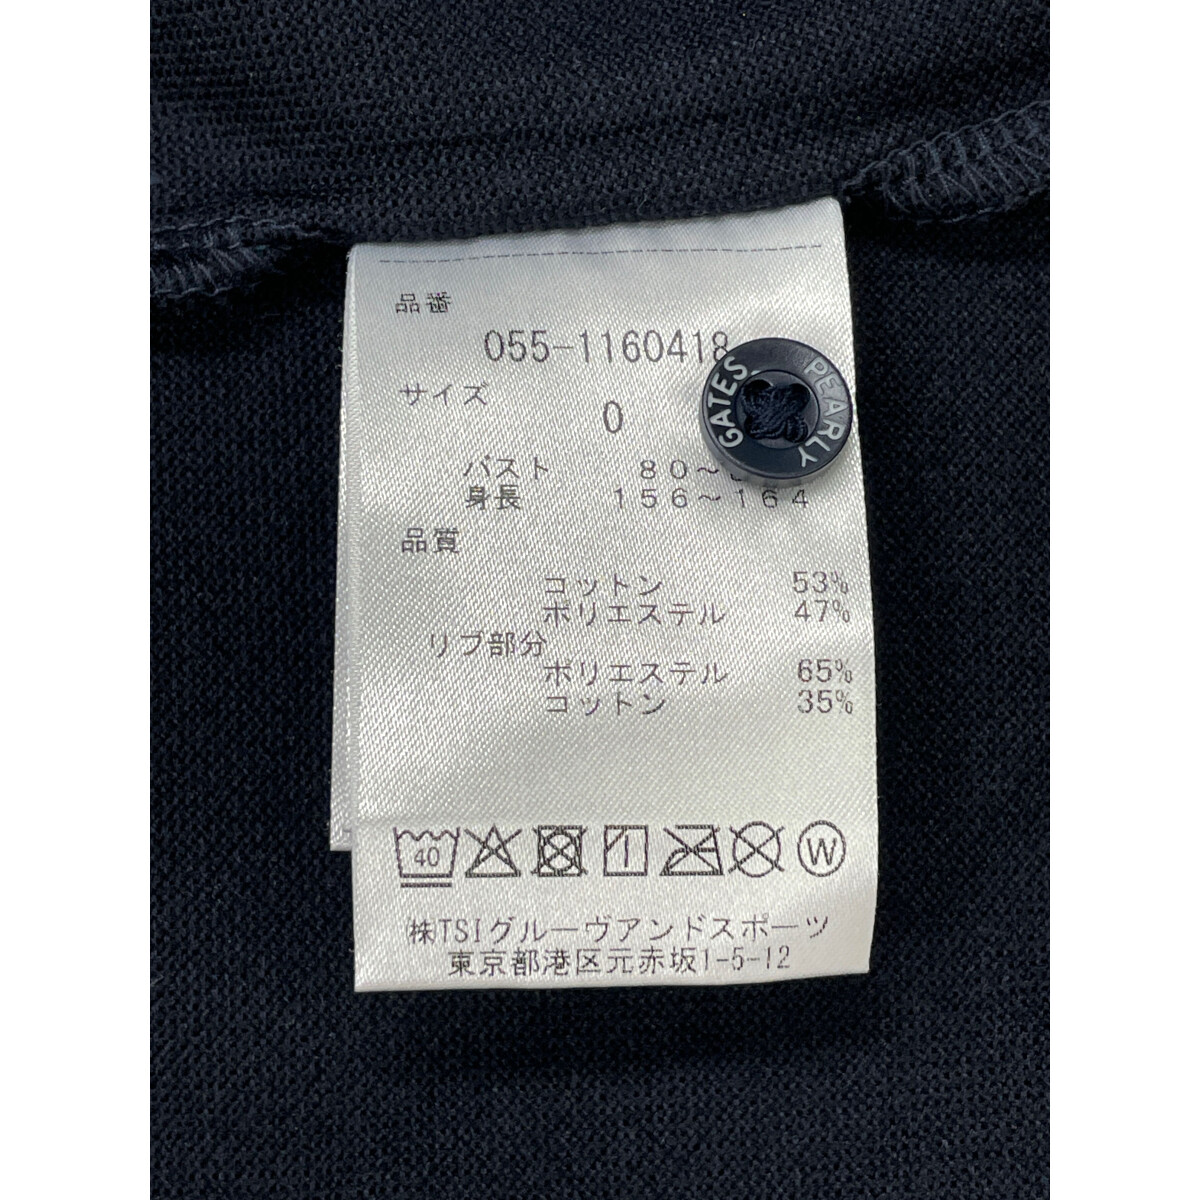 品番
055-1160418
サイズ
0
バスト 80～
身長 156～164
品質
コットン 53%
ポリエステル 47%
リブ部分
ポリエステル 65%
コットン 35%
40
W
㈱TSIグルーヴアンドスポーツ
東京都港区元赤坂1-5-12
PEARLY
GATES